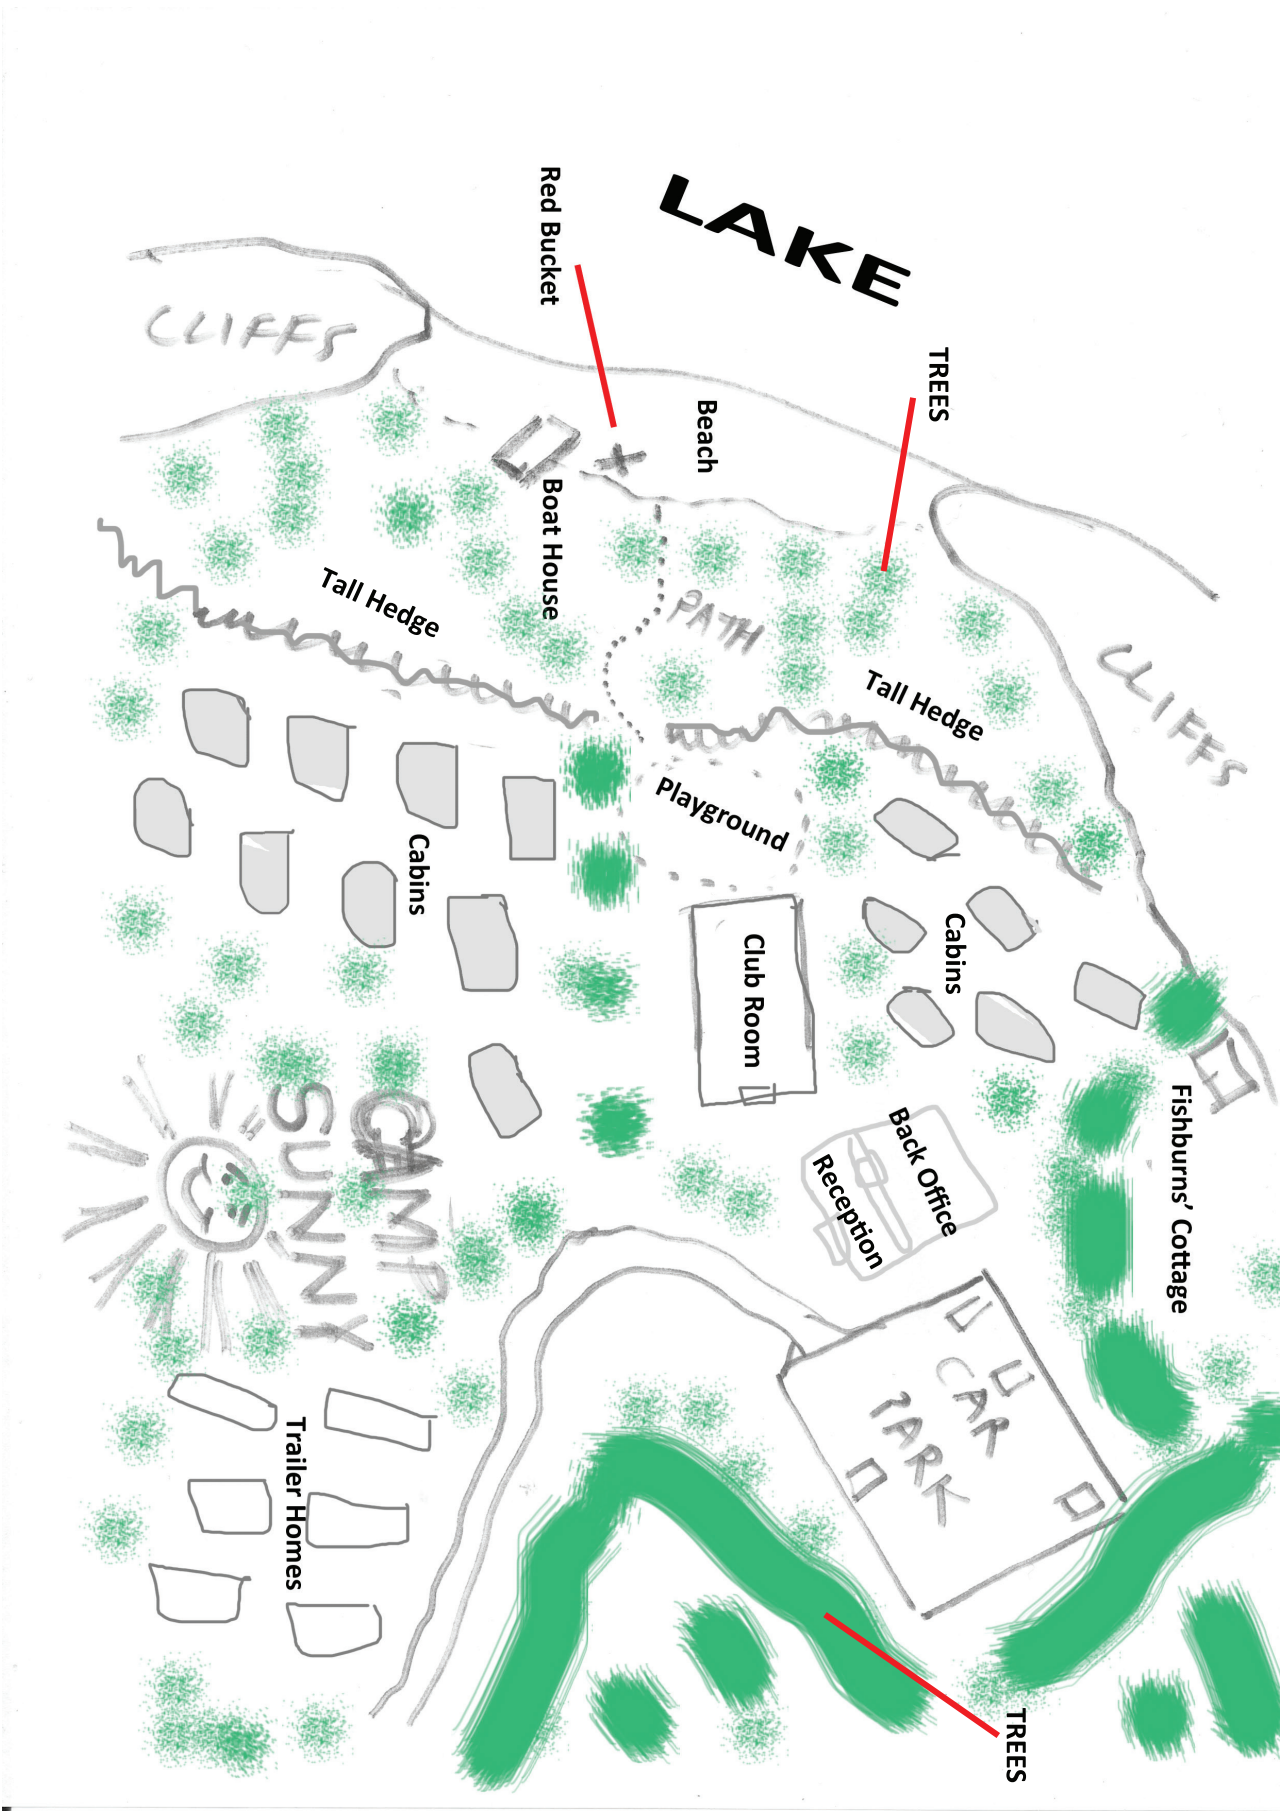 LAKE
Red Bucket
TREES
CLIFFS
Beach
Boat House
PATH
Tall Hedge
Tall Hedge
CLIFFS
Playground
Cabins
Club Room
Cabins
Fishburns' Cottage
Back Office
Reception
CAMP
SUNNY
CAR
PARK
Trailer Homes
TREES